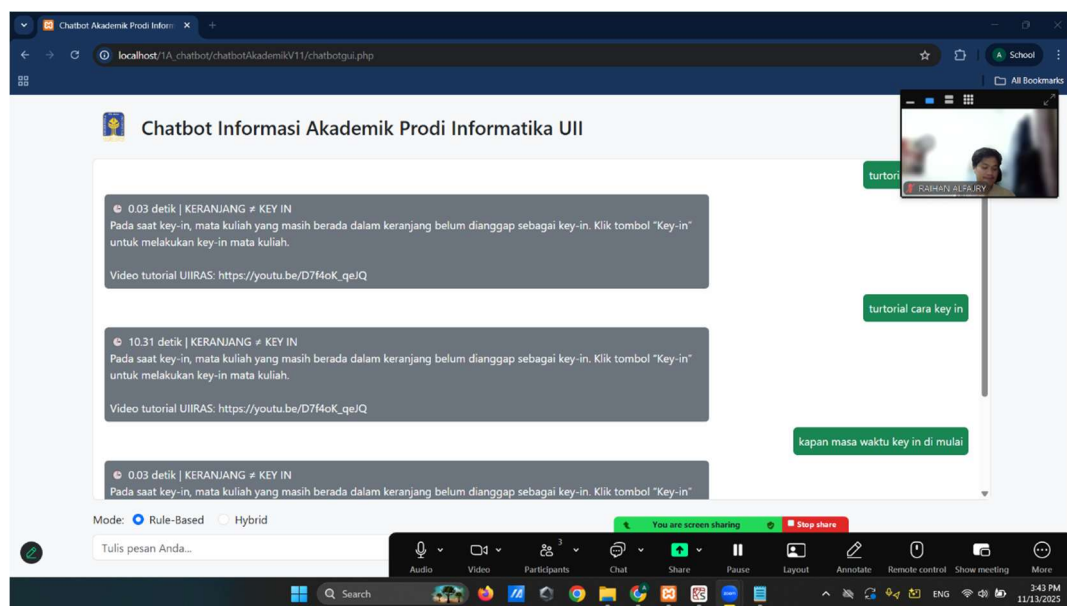 Chatbot Akademik Prodi Inform
localhost/1A_chatbot/chatbotAkademikV11/chatbotgui.php
School
All Bookmarks
Chatbot Informasi Akademik Prodi Informatika UII
RAIHAN ALFAJRY
0.03 detik | KERANJANG ≠ KEY IN
Pada saat key-in, mata kuliah yang masih berada dalam keranjang belum dianggap sebagai key-in. Klik tombol "Key-in"
untuk melakukan key-in mata kuliah.
Video tutorial UIIRAS: https://youtu.be/D7f4oK_qeJQ
turtorial cara key in
10.31 detik | KERANJANG ≠ KEY IN
Pada saat key-in, mata kuliah yang masih berada dalam keranjang belum dianggap sebagai key-in. Klik tombol "Key-in"
untuk melakukan key-in mata kuliah.
Video tutorial UIIRAS: https://youtu.be/D7f4oK_qeJQ
kapan masa waktu key in di mulai
0.03 detik | KERANJANG ≠ KEY IN
Pada saat key-in, mata kuliah yang masih berada dalam keranjang belum dianggap sebagai key-in. Klik tombol "Key-in"
Mode: Rule-Based Hybrid
You are screen sharing Stop share
Tulis pesan Anda...
3
Audio Video Participants Chat Share Pause Layout Annotate Remote control Show meeting More
Search
ENG
3:43 PM
11/13/2025